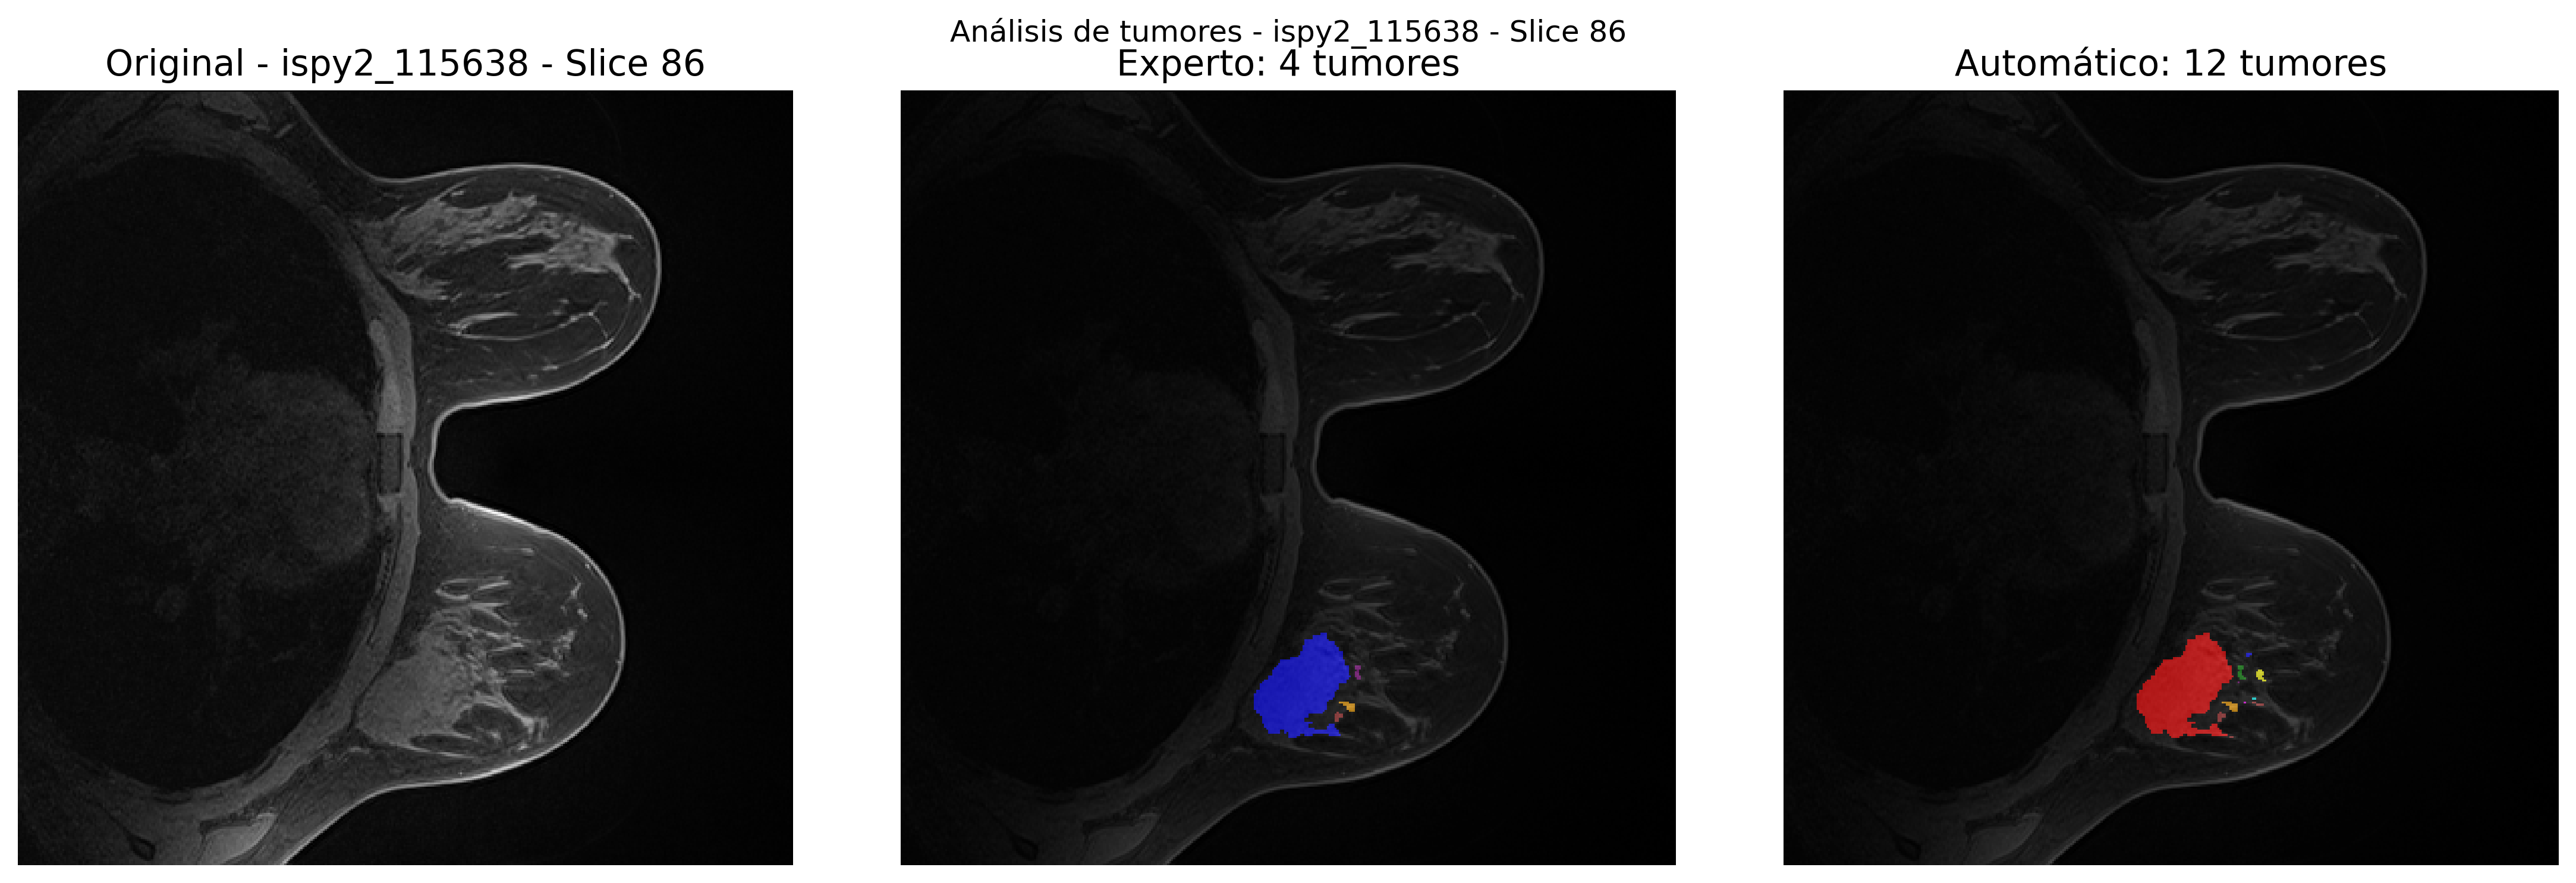 Análisis de tumores - ispy2_115638 - Slice 86
Original - ispy2_115638 - Slice 86
Experto: 4 tumores
Automático: 12 tumores